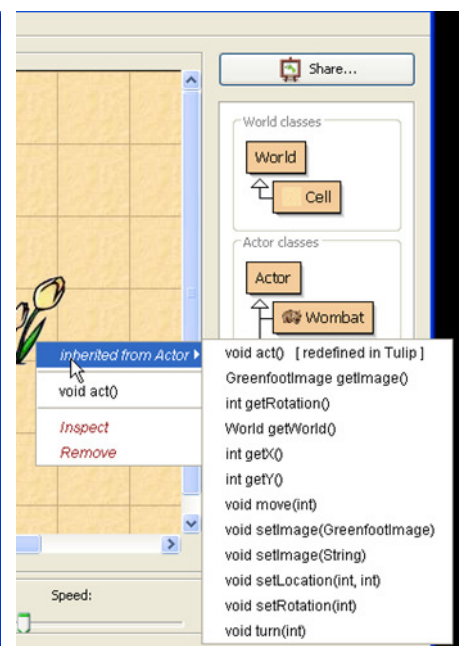 Share...
World classes
World
Cell
Actor classes
Actor
Wombat
inherited from Actor
void act()
Inspect
Remove
void act() [ redefined in Tulip ]
GreenfootImage getImage()
int getRotation()
World getWorld()
int getX()
int getY()
void move(int)
void setImage(GreenfootImage)
void setImage(String)
void setLocation(int, int)
void setRotation(int)
void turn(int)
Speed: